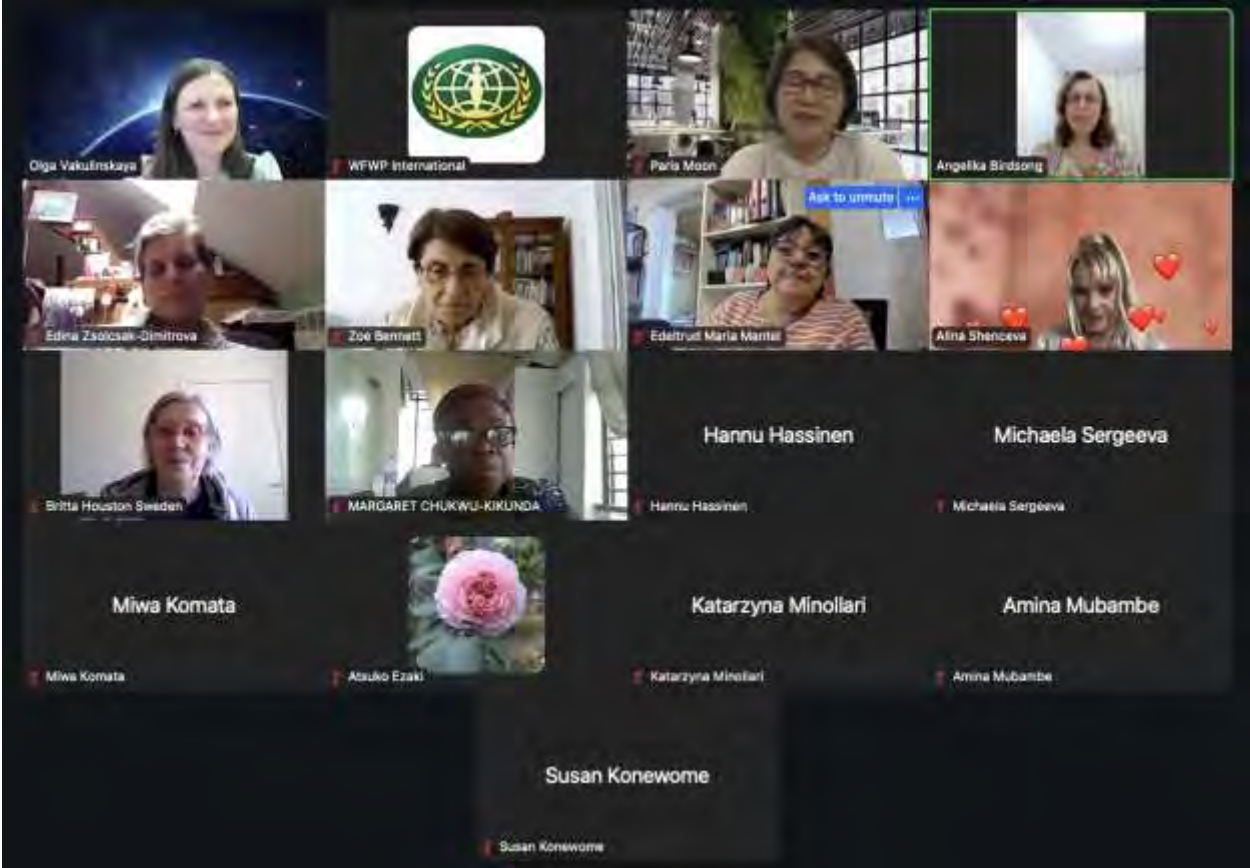 Olga Vakulinskaya
WFWP International
Paris Moon
Angelika Birdsong
Ask to unmute ...
Edina Zsolcsak-Dimitrova
Zoe Bennett
Edeltrud Maria Mantel
Alina Shenceva
Britta Houston Sweden
MARGARET CHUKWU-KIKUNDA
Hannu Hassinen
Hannu Hassinen
Michaela Sergeeva
Michaela Sergeeva
Miwa Komata
Miwa Komata
Atsuko Ezaki
Katarzyna Minollari
Katarzyna Minollari
Amina Mubambe
Amina Mubambe
Susan Konewome
Susan Konewome